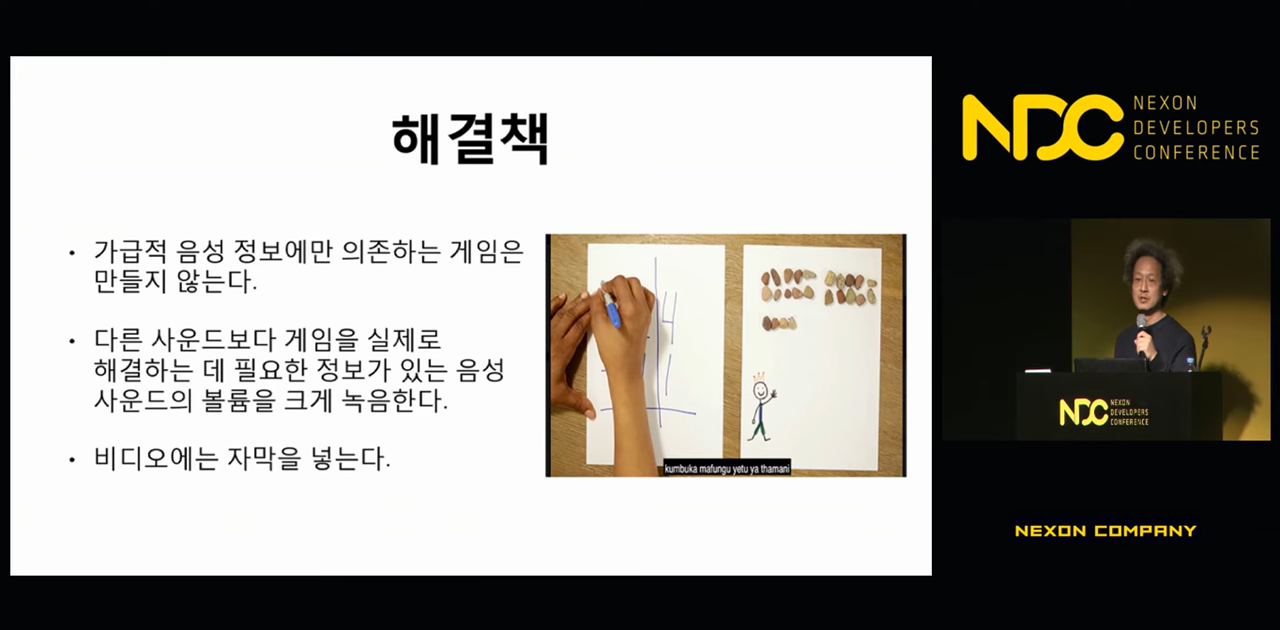 해결책
• 가급적 음성 정보에만 의존하는 게임은
만들지 않는다.
• 다른 사운드보다 게임을 실제로
해결하는 데 필요한 정보가 있는 음성
사운드의 볼륨을 크게 녹음한다.
• 비디오에는 자막을 넣는다.
4
1
kumbuka mafungu yetu ya thamani
NDC
NEXON
DEVELOPERS
CONFERENCE
NDC
NEXON
DEVELOPERS
CONFERENCE
NEXON COMPANY